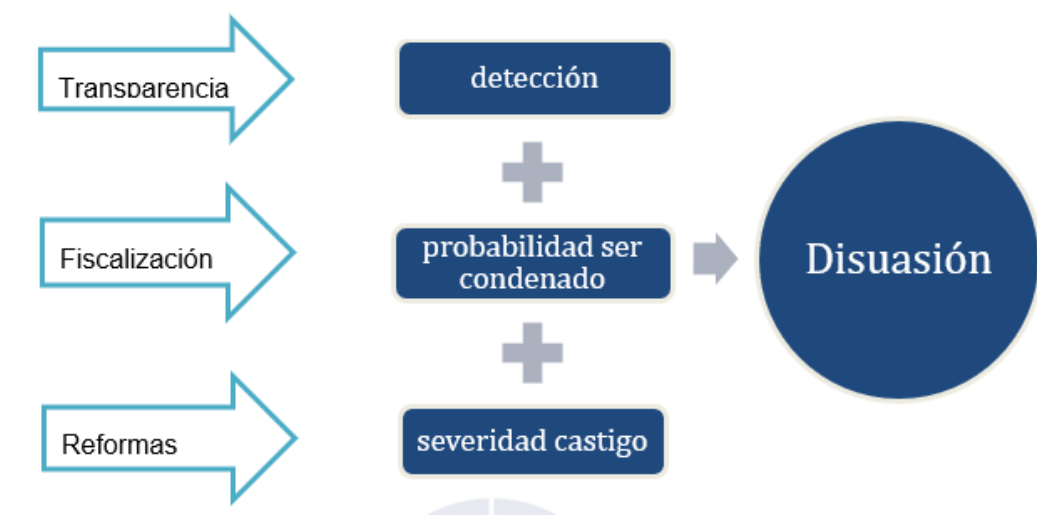 Transparencia
detección
Fiscalización
probabilidad ser
condenado
Disuasión
Reformas
severidad castigo